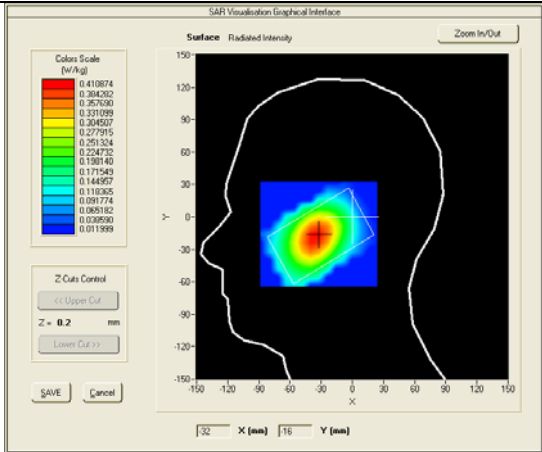 SAR Visualisation Graphical Interface
Surface Radiated Intensity
Zoom In/Out
Colors Scale
(W/kg)
0.410874
0.384282
0.357690
0.331099
0.304507
0.277915
0.251324
0.224732
0.198140
0.171549
0.144957
0.118365
0.091774
0.065182
0.038590
0.011999
Z Cuts Control
<< Upper Cut
Z = 0.2 mm
Lower Cut >>
SAVE Cancel
150
120
90
60
30
0
-30
-60
-90
-120
-150
Y
-150 -120 -90 -60 -30 0 30 60 90 120 150
X
-32 X (mm) -16 Y (mm)